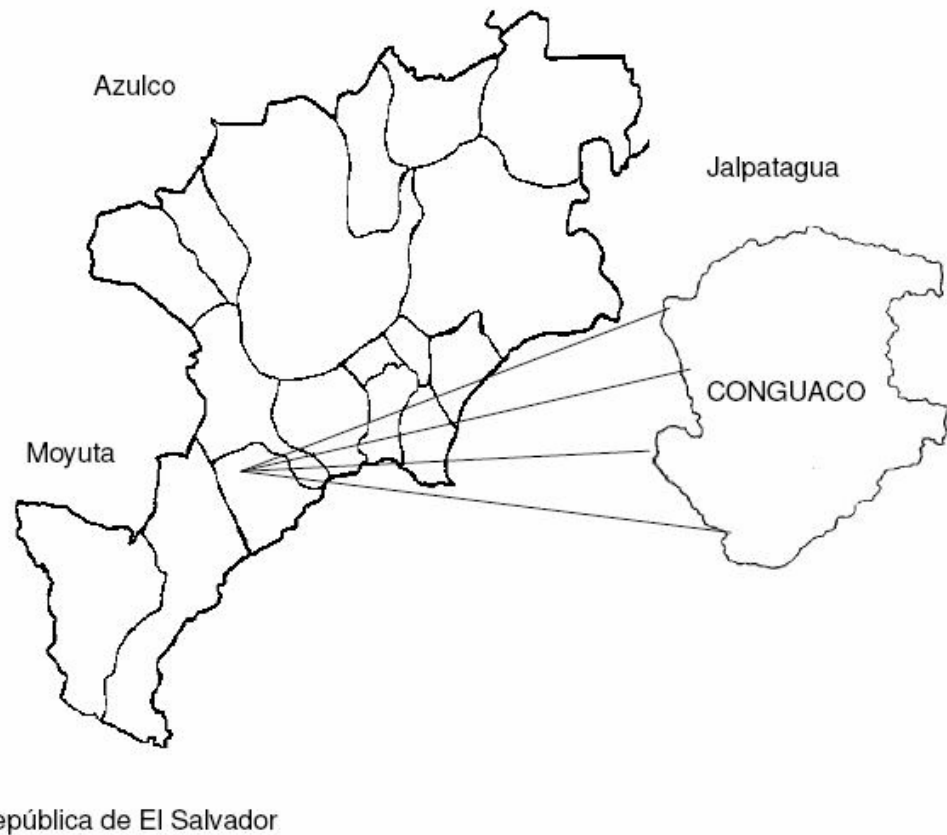 Azulco
Jalpatagua
CONGUACO
Moyuta
epública de El Salvador